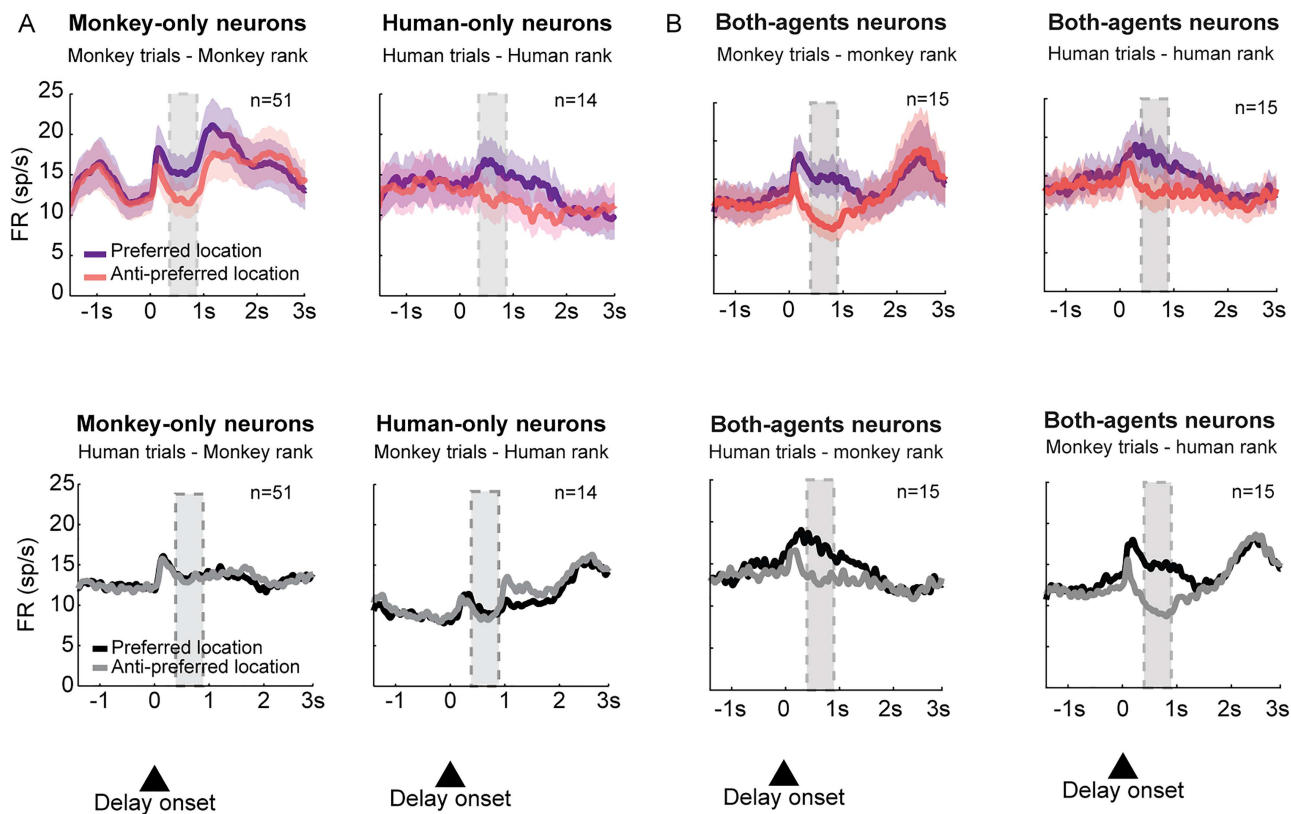 A
Monkey-only neurons
Monkey trials - Monkey rank
n=51
25
20
15
10
5
0
FR (sp/s)
Preferred location
Anti-preferred location
-1s 0 1s 2s 3s
Human-only neurons
Human trials - Human rank
n=14
-1s 0 1s 2s 3s
B
Both-agents neurons
Monkey trials - monkey rank
n=15
-1s 0 1s 2s 3s
Both-agents neurons
Human trials - human rank
n=15
-1s 0 1s 2s 3s
Monkey-only neurons
Human trials - Monkey rank
n=51
25
20
15
10
5
0
FR (sp/s)
Preferred location
Anti-preferred location
-1 0 1 2 3s
Delay onset
Human-only neurons
Monkey trials - Human rank
n=14
-1 0 1 2 3s
Delay onset
Both-agents neurons
Human trials - monkey rank
n=15
-1s 0 1s 2s 3s
Delay onset
Both-agents neurons
Monkey trials - human rank
n=15
-1s 0 1s 2s 3s
Delay onset